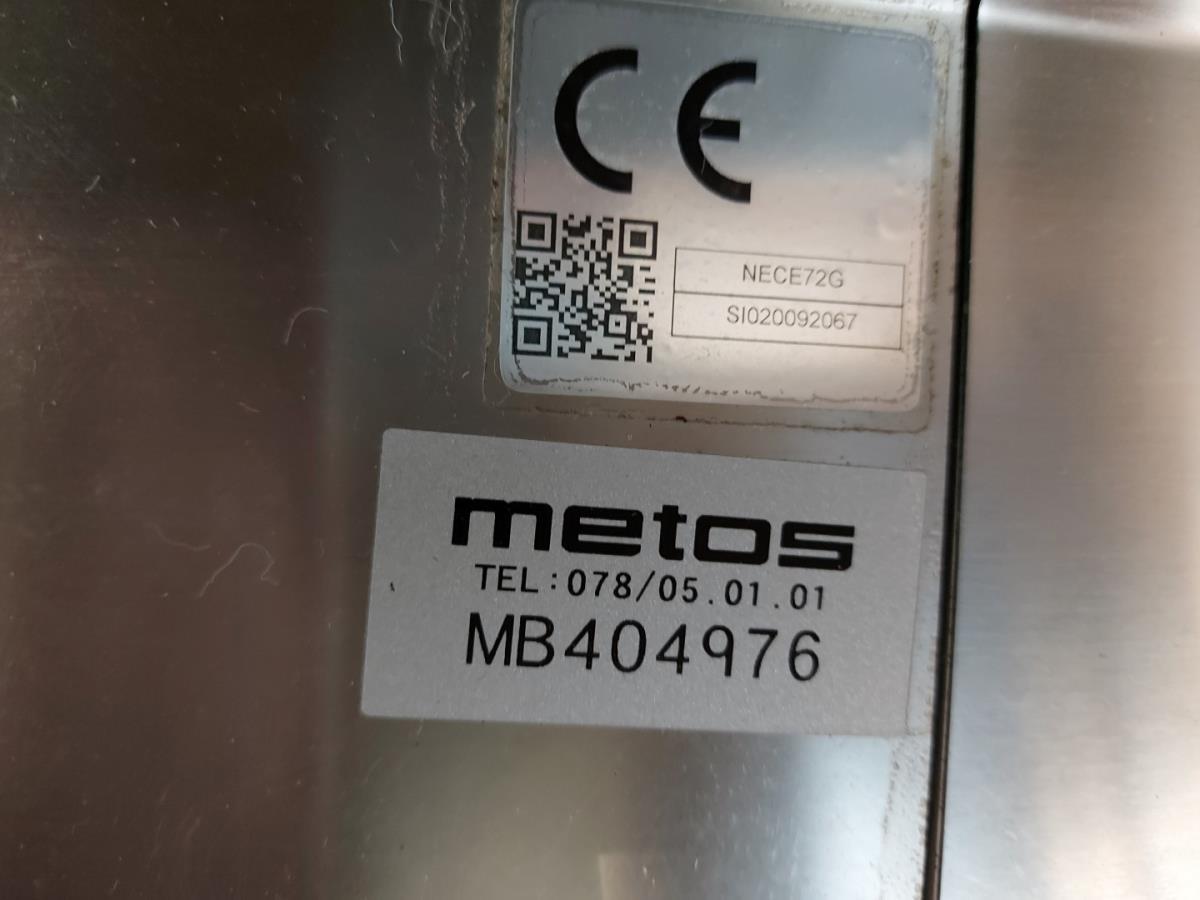 CE
NECE72G
SI020092067
metos
TEL:078/05.01.01
MB404976